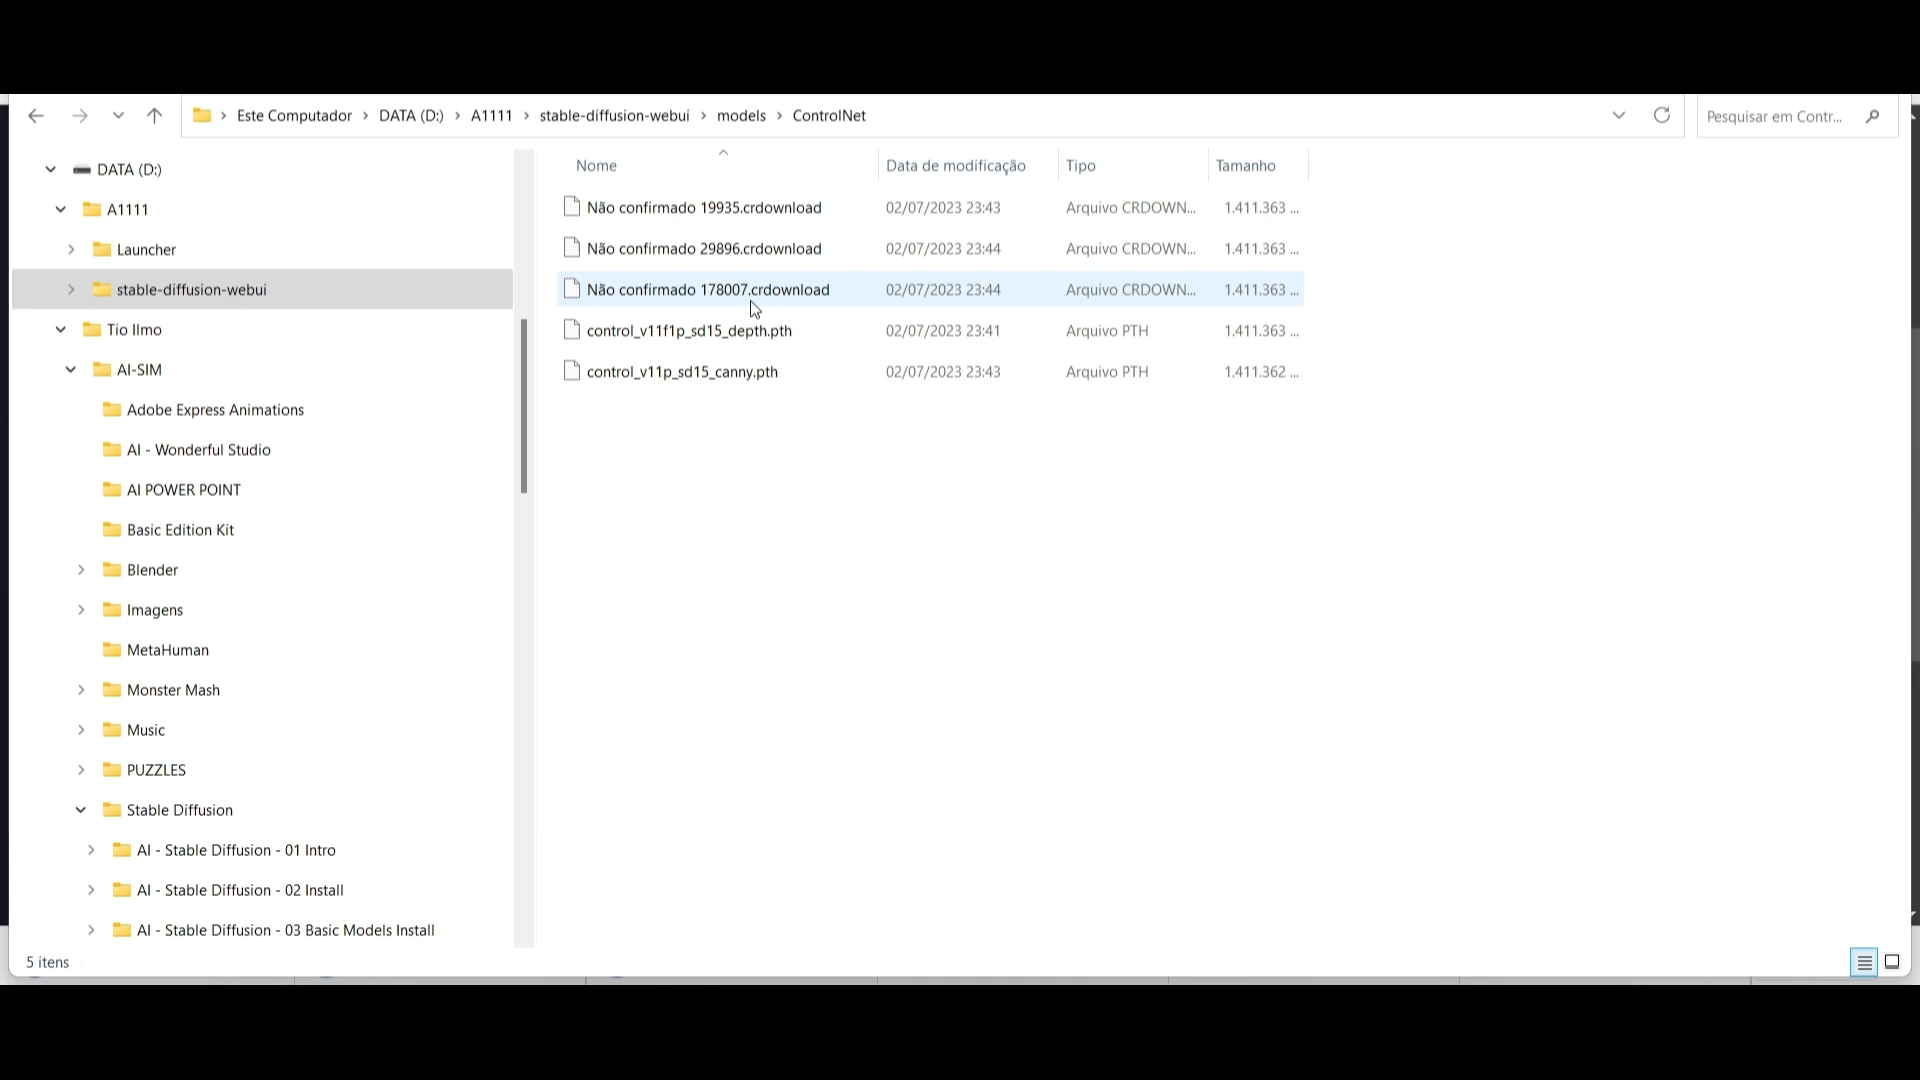 Este Computador > DATA (D:) > A1111 > stable-diffusion-webui > models > ControlNet
Pesquisar em Contr...
DATA (D:)
A1111
Launcher
stable-diffusion-webui
Tio Ilmo
AI-SIM
Adobe Express Animations
AI - Wonderful Studio
AI POWER POINT
Basic Edition Kit
Blender
Imagens
MetaHuman
Monster Mash
Music
PUZZLES
Stable Diffusion
AI - Stable Diffusion - 01 Intro
AI - Stable Diffusion - 02 Install
AI - Stable Diffusion - 03 Basic Models Install
Nome Data de modificação Tipo Tamanho
Não confirmado 19935.crdownload 02/07/2023 23:43 Arquivo CRDOWN... 1.411.363 ...
Não confirmado 29896.crdownload 02/07/2023 23:44 Arquivo CRDOWN... 1.411.363 ...
Não confirmado 178007.crdownload 02/07/2023 23:44 Arquivo CRDOWN... 1.411.363 ...
control_v11f1p_sd15_depth.pth 02/07/2023 23:41 Arquivo PTH 1.411.363 ...
control_v11p_sd15_canny.pth 02/07/2023 23:43 Arquivo PTH 1.411.362 ...
5 itens